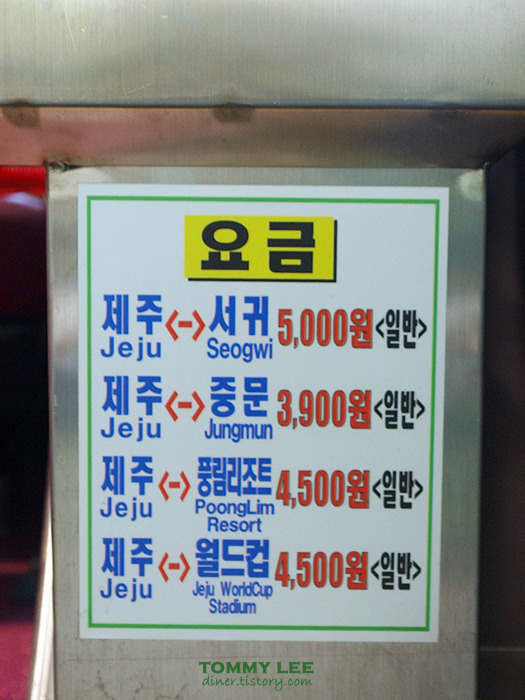 요금
제주 <-> 서귀 5,000원 <일반>
Jeju Seogwi
제주 <-> 중문 3,900원 <일반>
Jeju Jungmun
제주 <-> 풍림리조트 4,500원 <일반>
Jeju PoongLim
Resort
제주 <-> 월드컵 4,500원 <일반>
Jeju Jeju WorldCup
Stadium
TOMMY LEE
diner.tistory.com